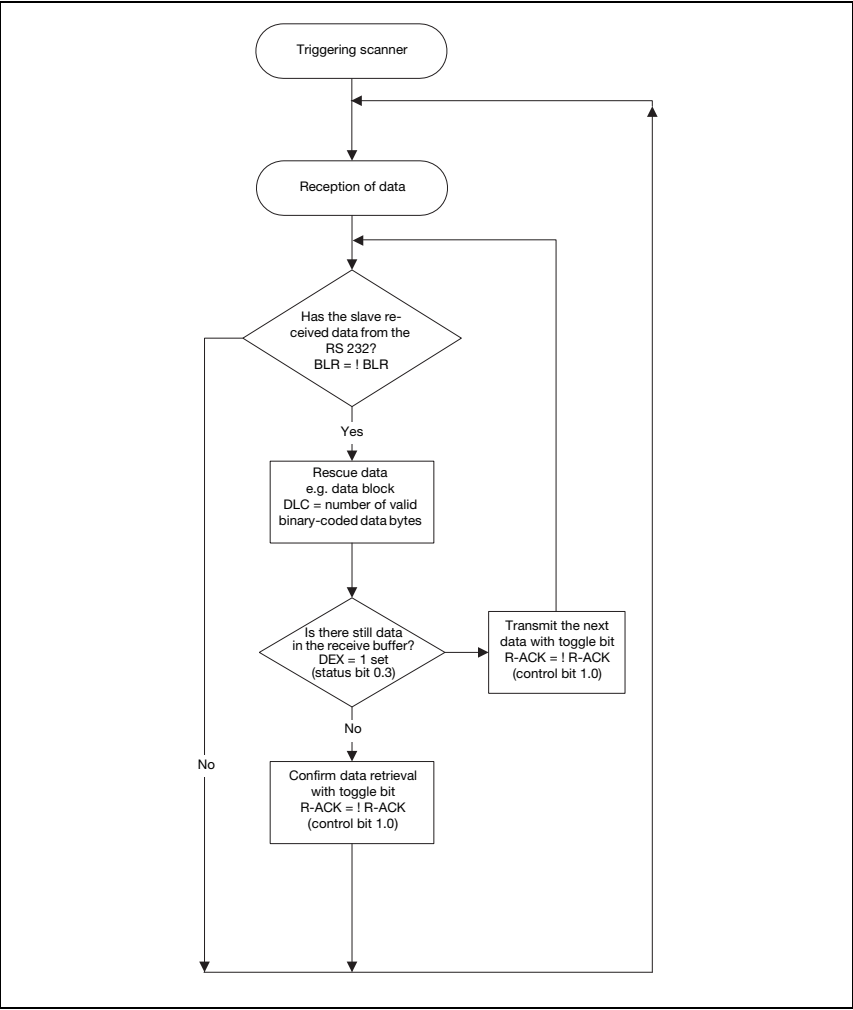 Triggering scanner
Reception of data
Has the slave re-
ceived data from the
RS 232?
BLR = ! BLR
Yes
Rescue data
e.g. data block
DLC = number of valid
binary-coded data bytes
Is there still data
in the receive buffer?
DEX = 1 set
(status bit 0.3)
Transmit the next
data with toggle bit
R-ACK = ! R-ACK
(control bit 1.0)
No
No
Confirm data retrieval
with toggle bit
R-ACK = ! R-ACK
(control bit 1.0)